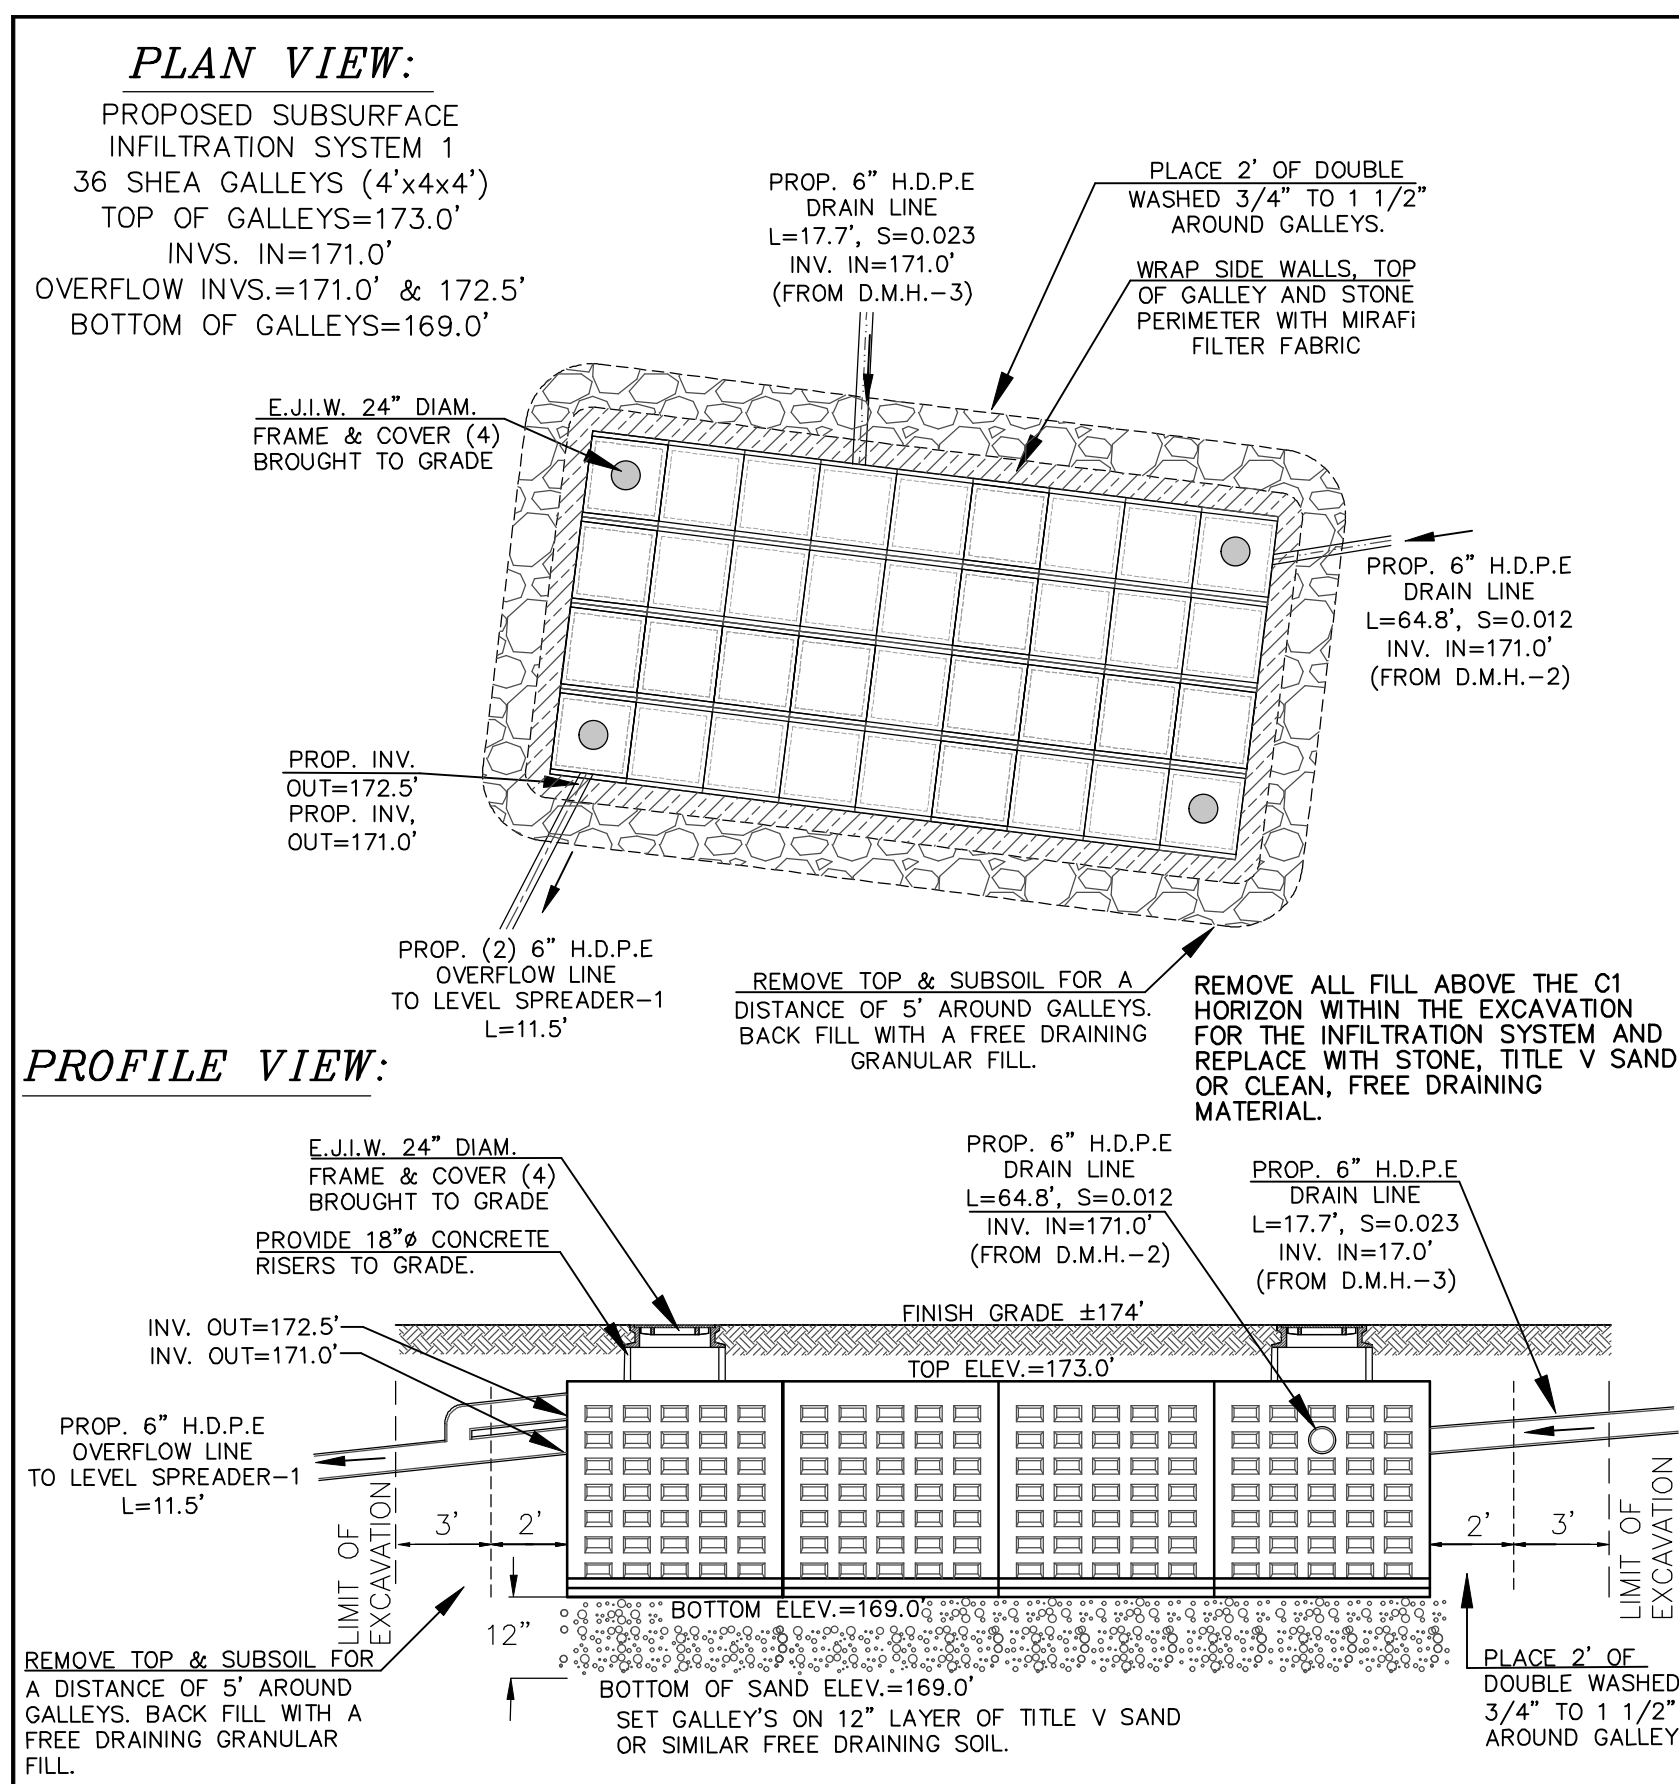 PLAN VIEW:
PROPOSED SUBSURFACE
INFILTRATION SYSTEM 1
36 SHEA GALLEYS (4'x4x4')
TOP OF GALLEYS=173.0'
INVS. IN=171.0'
OVERFLOW INVS.=171.0' & 172.5'
BOTTOM OF GALLEYS=169.0'
PROP. 6" H.D.P.E
DRAIN LINE
L=17.7', S=0.023
INV. IN=171.0'
(FROM D.M.H.-3)
PLACE 2' OF DOUBLE
WASHED 3/4" TO 1 1/2"
AROUND GALLEYS.
WRAP SIDE WALLS, TOP
OF GALLEY AND STONE
PERIMETER WITH MIRAFi
FILTER FABRIC
E.J.I.W. 24" DIAM.
FRAME & COVER (4)
BROUGHT TO GRADE
PROP. 6" H.D.P.E
DRAIN LINE
L=64.8', S=0.012
INV. IN=171.0'
(FROM D.M.H.-2)
PROP. INV.
OUT=172.5'
PROP. INV,
OUT=171.0'
PROP. (2) 6" H.D.P.E
OVERFLOW LINE
TO LEVEL SPREADER-1
L=11.5'
REMOVE TOP & SUBSOIL FOR A
DISTANCE OF 5' AROUND GALLEYS.
BACK FILL WITH A FREE DRAINING
GRANULAR FILL.
REMOVE ALL FILL ABOVE THE C1
HORIZON WITHIN THE EXCAVATION
FOR THE INFILTRATION SYSTEM AND
REPLACE WITH STONE, TITLE V SAND
OR CLEAN, FREE DRAINING
MATERIAL.
PROFILE VIEW:
E.J.I.W. 24" DIAM.
FRAME & COVER (4)
BROUGHT TO GRADE
PROVIDE 18"ø CONCRETE
RISERS TO GRADE.
PROP. 6" H.D.P.E
DRAIN LINE
L=64.8', S=0.012
INV. IN=171.0'
(FROM D.M.H.-2)
PROP. 6" H.D.P.E
DRAIN LINE
L=17.7', S=0.023
INV. IN=17.0'
(FROM D.M.H.-3)
FINISH GRADE ±174'
INV. OUT=172.5'
INV. OUT=171.0'
TOP ELEV.=173.0'
PROP. 6" H.D.P.E
OVERFLOW LINE
TO LEVEL SPREADER-1
L=11.5'
LIMIT OF
EXCAVATION
3'
2'
2'
3'
LIMIT OF
EXCAVATION
12"
BOTTOM ELEV.=169.0'
BOTTOM OF SAND ELEV.=169.0'
SET GALLEY'S ON 12" LAYER OF TITLE V SAND
OR SIMILAR FREE DRAINING SOIL.
REMOVE TOP & SUBSOIL FOR
A DISTANCE OF 5' AROUND
GALLEYS. BACK FILL WITH A
FREE DRAINING GRANULAR
FILL.
PLACE 2' OF
DOUBLE WASHED
3/4" TO 1 1/2"
AROUND GALLEY